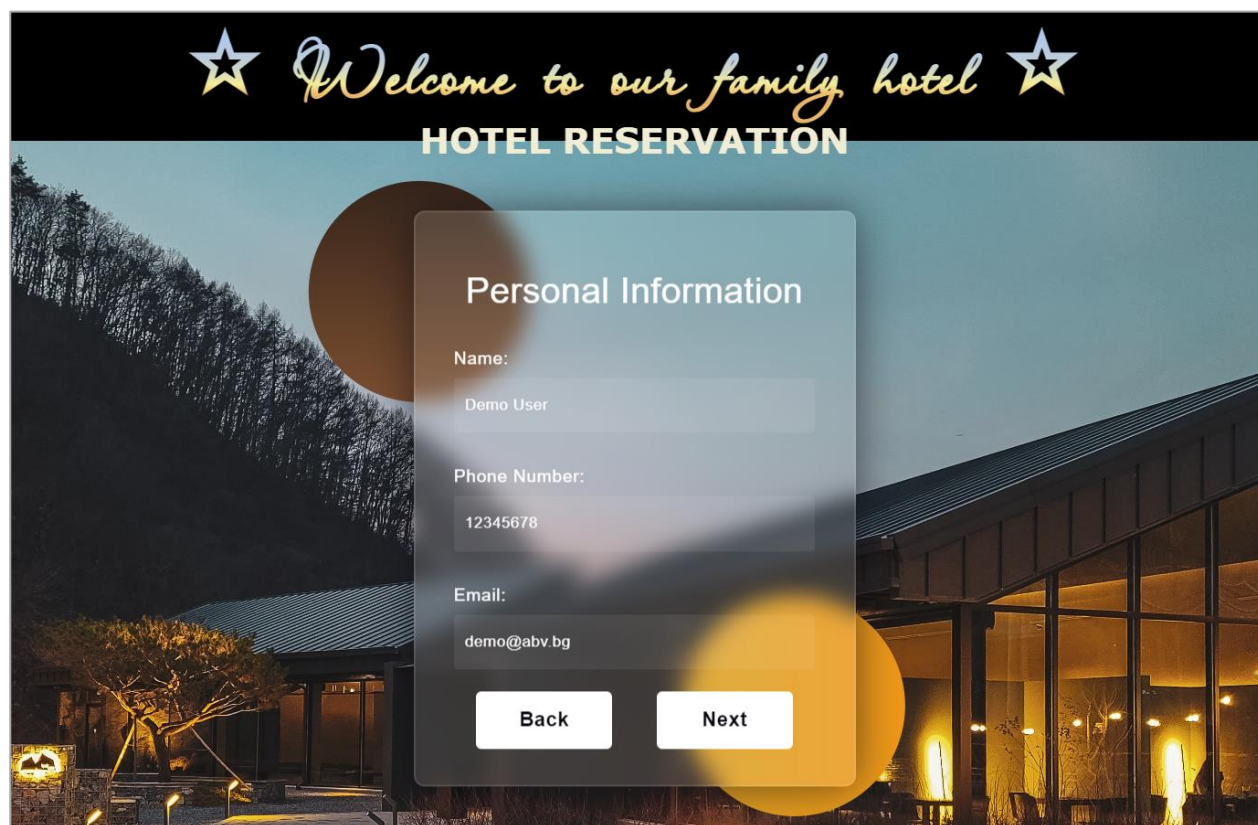 Welcome to our family hotel
HOTEL RESERVATION
Personal Information
Name:
Demo User
Phone Number:
12345678
Email:
demo@abv.bg
Back Next